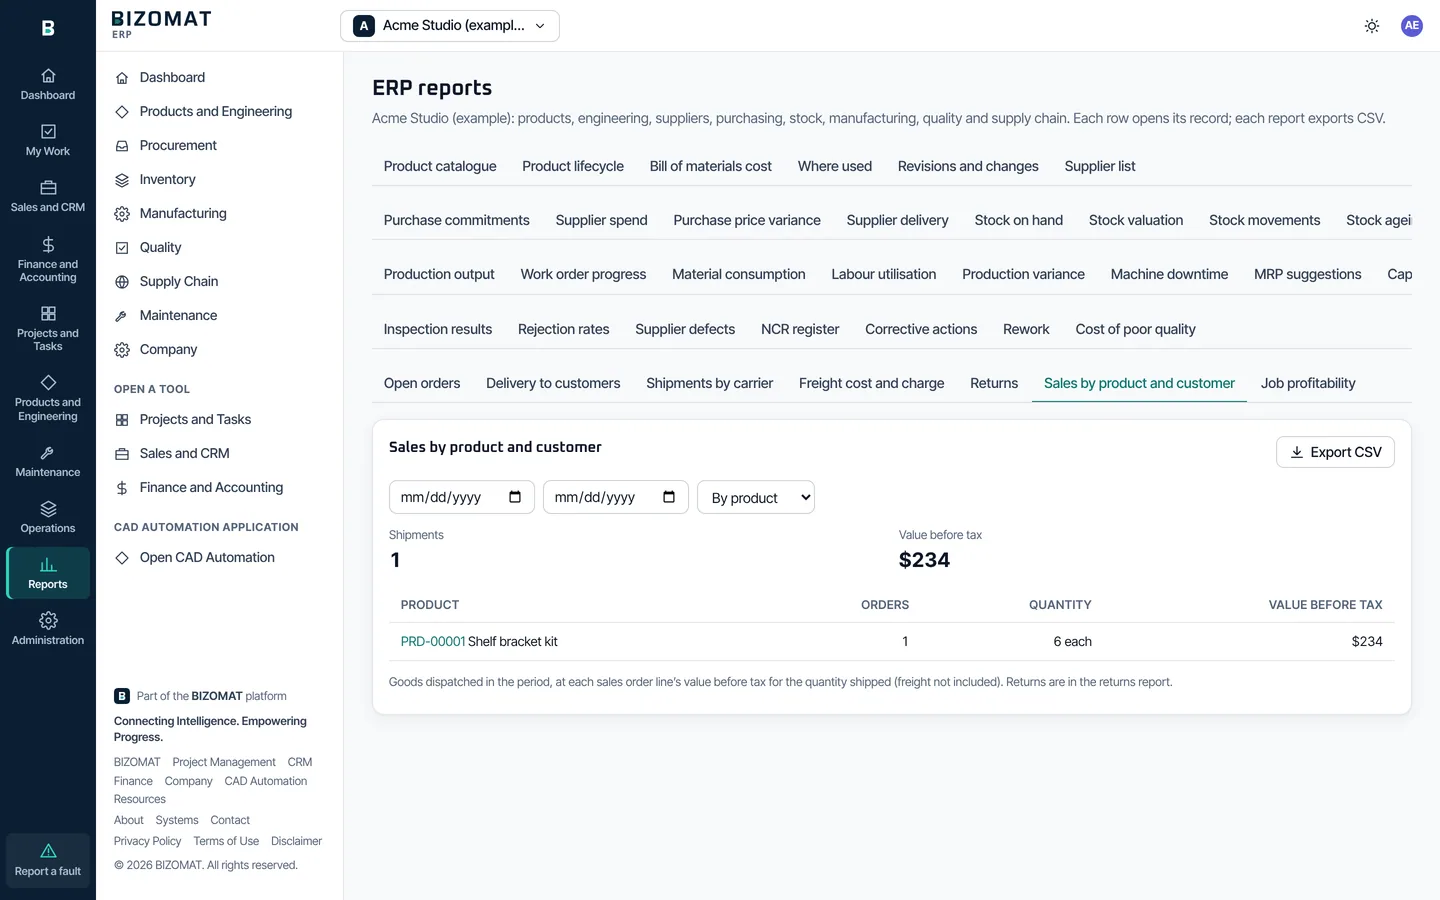 B
Dashboard
My Work
Sales and CRM
Finance and
Accounting
Projects and
Tasks
Products and
Engineering
Maintenance
Operations
Reports
Administration
Report a fault
BIZOMAT
ERP
A Acme Studio (exampl...
AE
Dashboard
Products and Engineering
Procurement
Inventory
Manufacturing
Quality
Supply Chain
Maintenance
Company
OPEN A TOOL
Projects and Tasks
Sales and CRM
Finance and Accounting
CAD AUTOMATION APPLICATION
Open CAD Automation
B Part of the BIZOMAT platform
Connecting Intelligence. Empowering
Progress.
BIZOMAT Project Management CRM
Finance Company CAD Automation
Resources
About Systems Contact
Privacy Policy Terms of Use Disclaimer
© 2026 BIZOMAT. All rights reserved.
ERP reports
Acme Studio (example): products, engineering, suppliers, purchasing, stock, manufacturing, quality and supply chain. Each row opens its record; each report exports CSV.
Product catalogue Product lifecycle Bill of materials cost Where used Revisions and changes Supplier list
Purchase commitments Supplier spend Purchase price variance Supplier delivery Stock on hand Stock valuation Stock movements Stock agei
Production output Work order progress Material consumption Labour utilisation Production variance Machine downtime MRP suggestions Cap
Inspection results Rejection rates Supplier defects NCR register Corrective actions Rework Cost of poor quality
Open orders Delivery to customers Shipments by carrier Freight cost and charge Returns Sales by product and customer Job profitability
Sales by product and customer
Export CSV
mm/dd/yyyy mm/dd/yyyy By product
Shipments Value before tax
1 $234
PRODUCT ORDERS QUANTITY VALUE BEFORE TAX
PRD-00001 Shelf bracket kit 1 6 each $234
Goods dispatched in the period, at each sales order line's value before tax for the quantity shipped (freight not included). Returns are in the returns report.